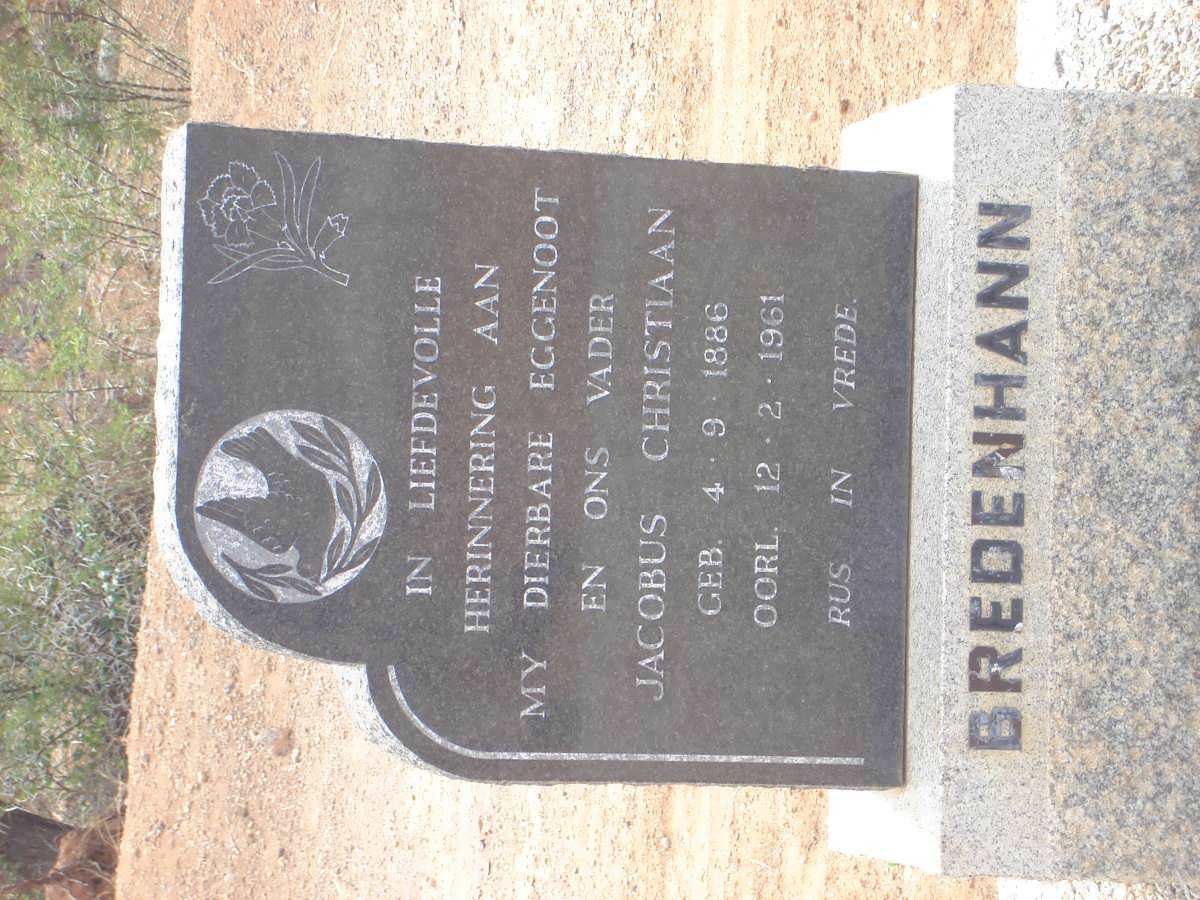 IN LIEFDEVOLLE
HERINNERING AAN
MY DIERBARE EGGENOOT
EN ONS VADER
JACOBUS CHRISTIAAN
GEB. 4 · 9 · 1886
OORL. 12 · 2 · 1961
RUS IN VREDE.
BREDENHANN